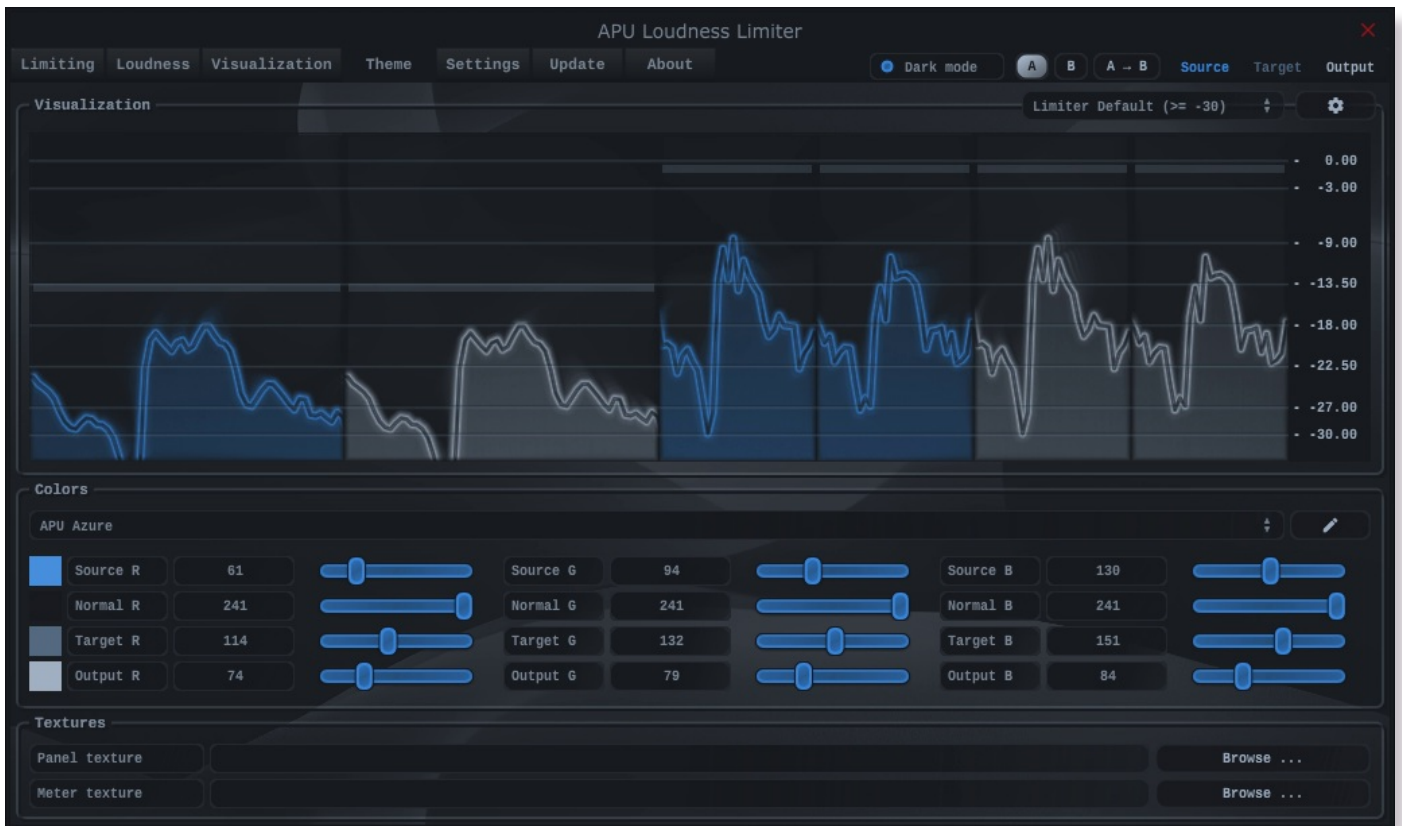 APU Loudness Limiter
Limiting Loudness Visualization Theme Settings Update About Dark mode A B A → B Source Target Output
Visualization Limiter Default (>= -30)
- 0.00
- -3.00
- -9.00
- -13.50
- -18.00
- -22.50
- -27.00
- -30.00
Colors
APU Azure
Source R 61 Source G 94 Source B 130
Normal R 241 Normal G 241 Normal B 241
Target R 114 Target G 132 Target B 151
Output R 74 Output G 79 Output B 84
Textures
Panel texture Browse ...
Meter texture Browse ...